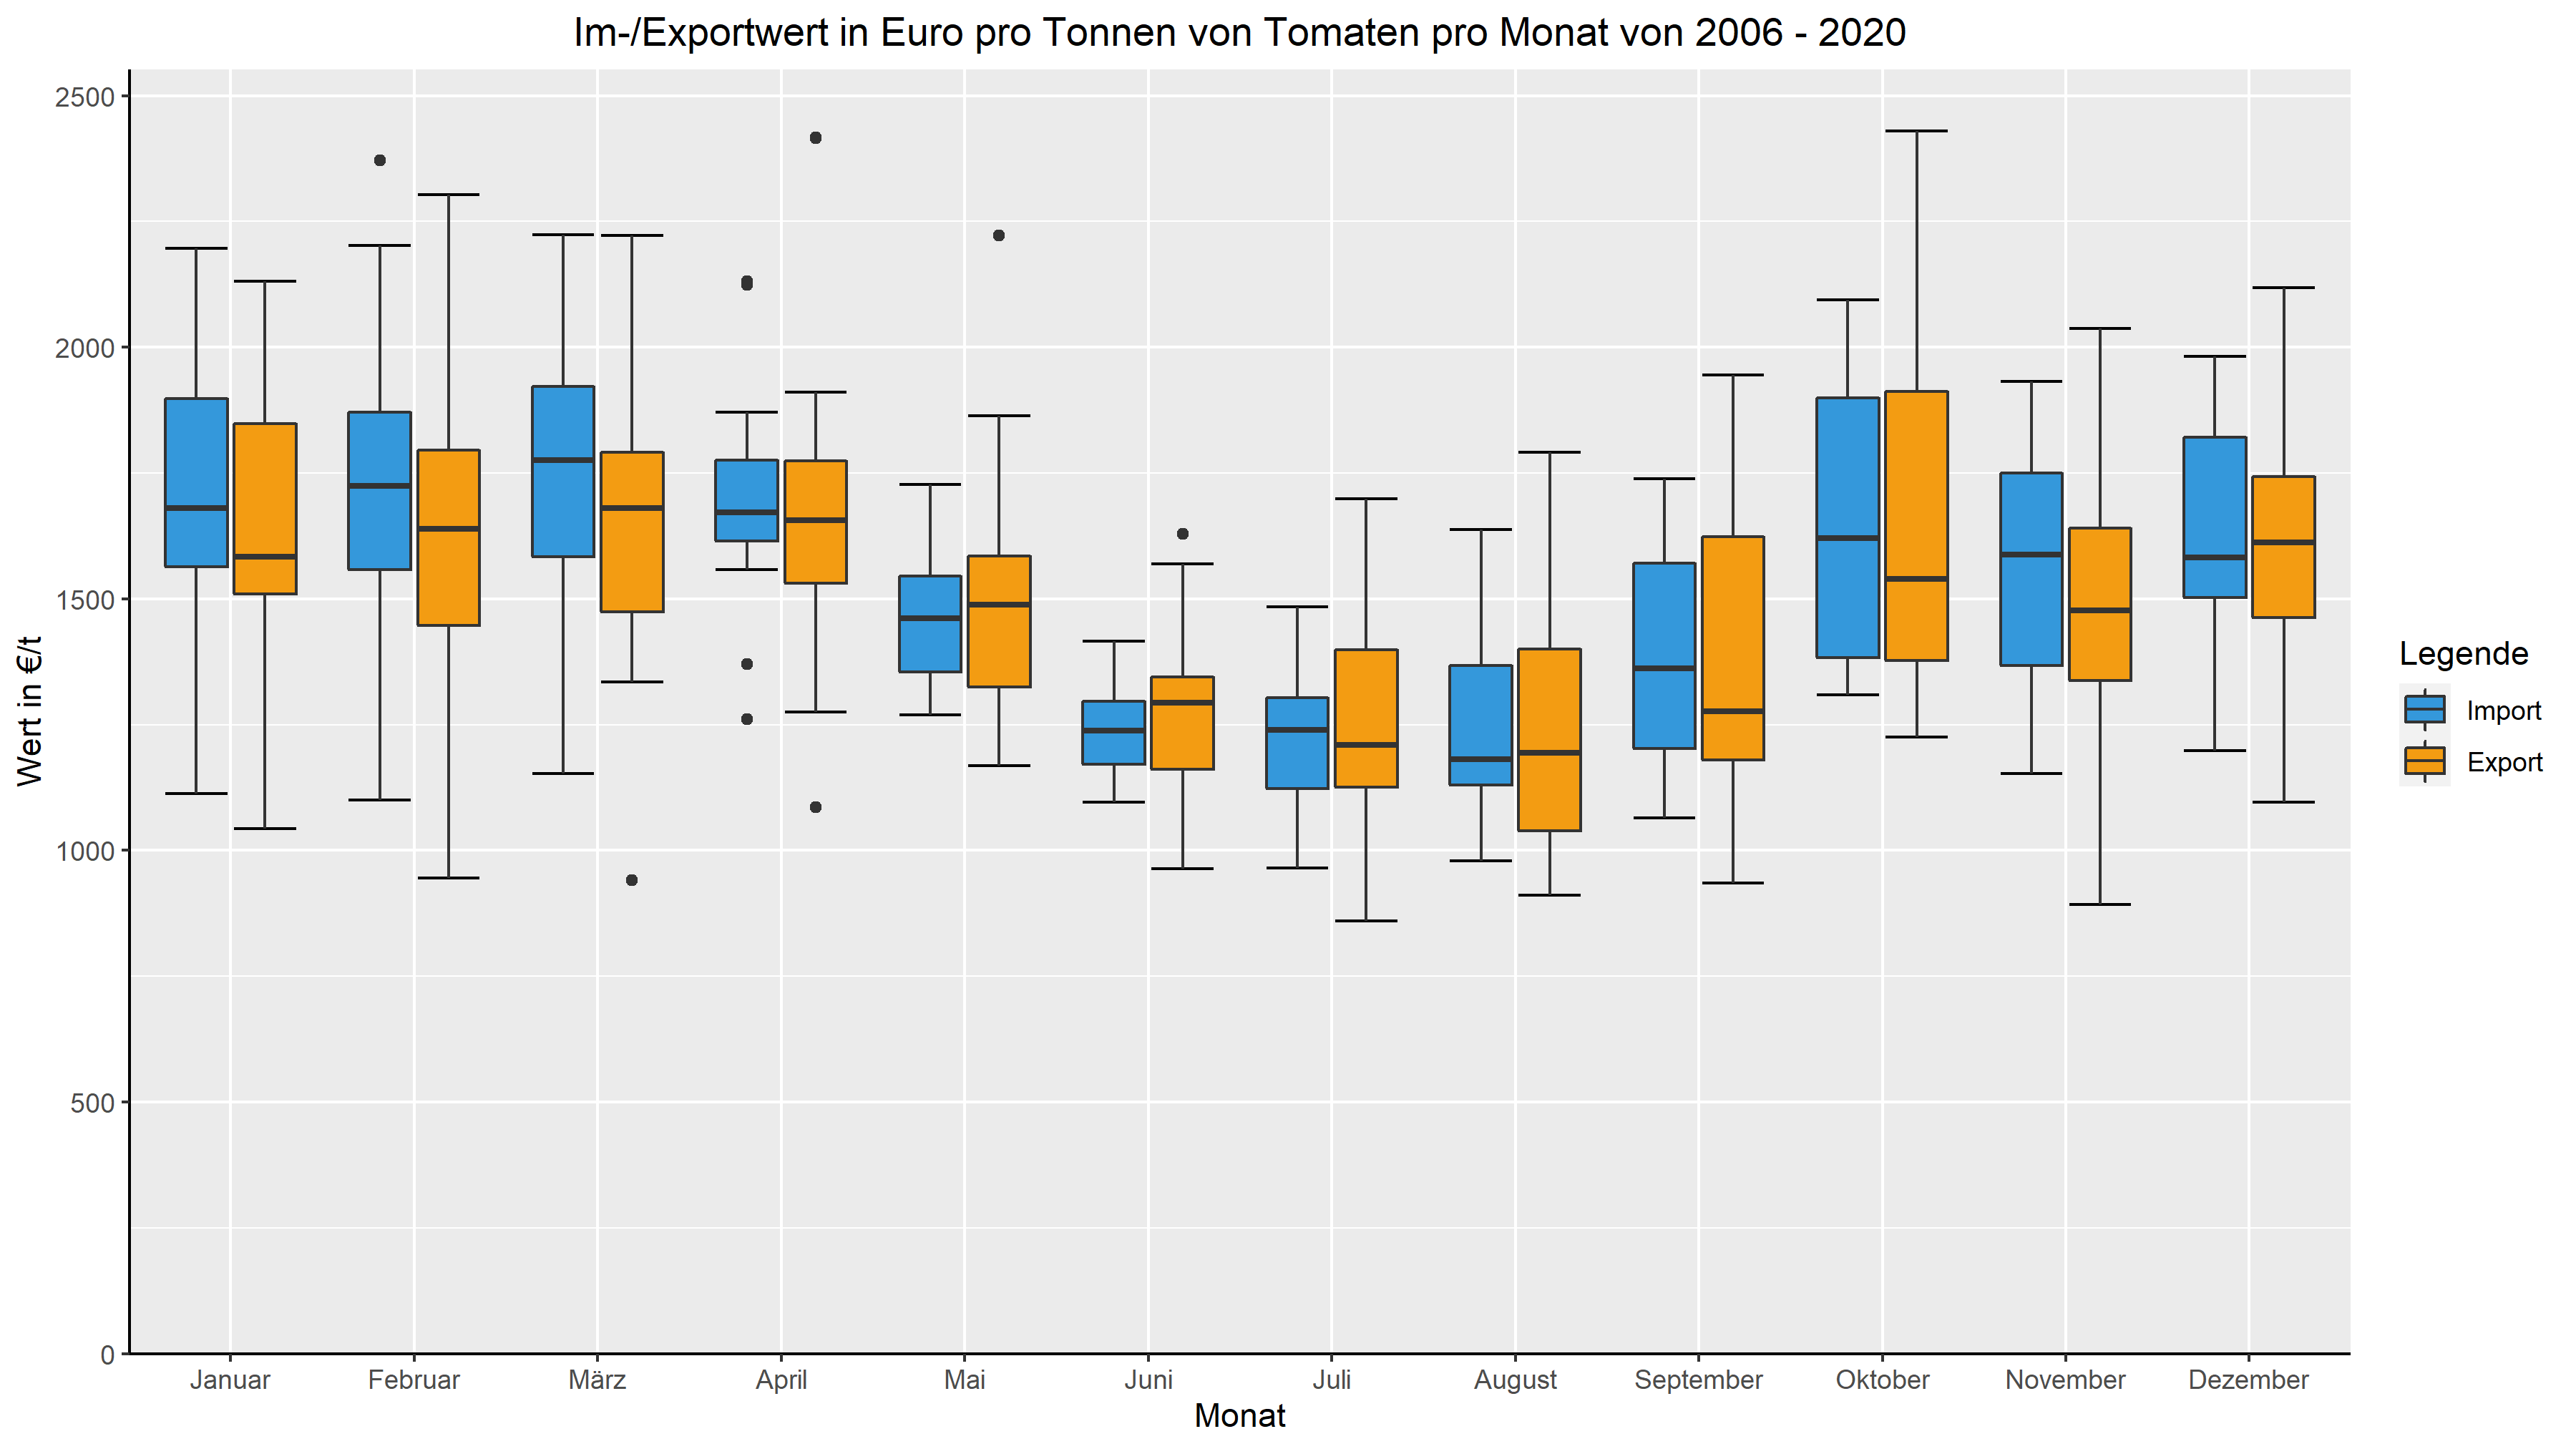 Im-/Exportwert in Euro pro Tonnen von Tomaten pro Monat von 2006 - 2020
Wert in €/t
2500
2000
1500
1000
500
0
Januar Februar März April Mai Juni Juli August September Oktober November Dezember
Monat
Legende
Import
Export